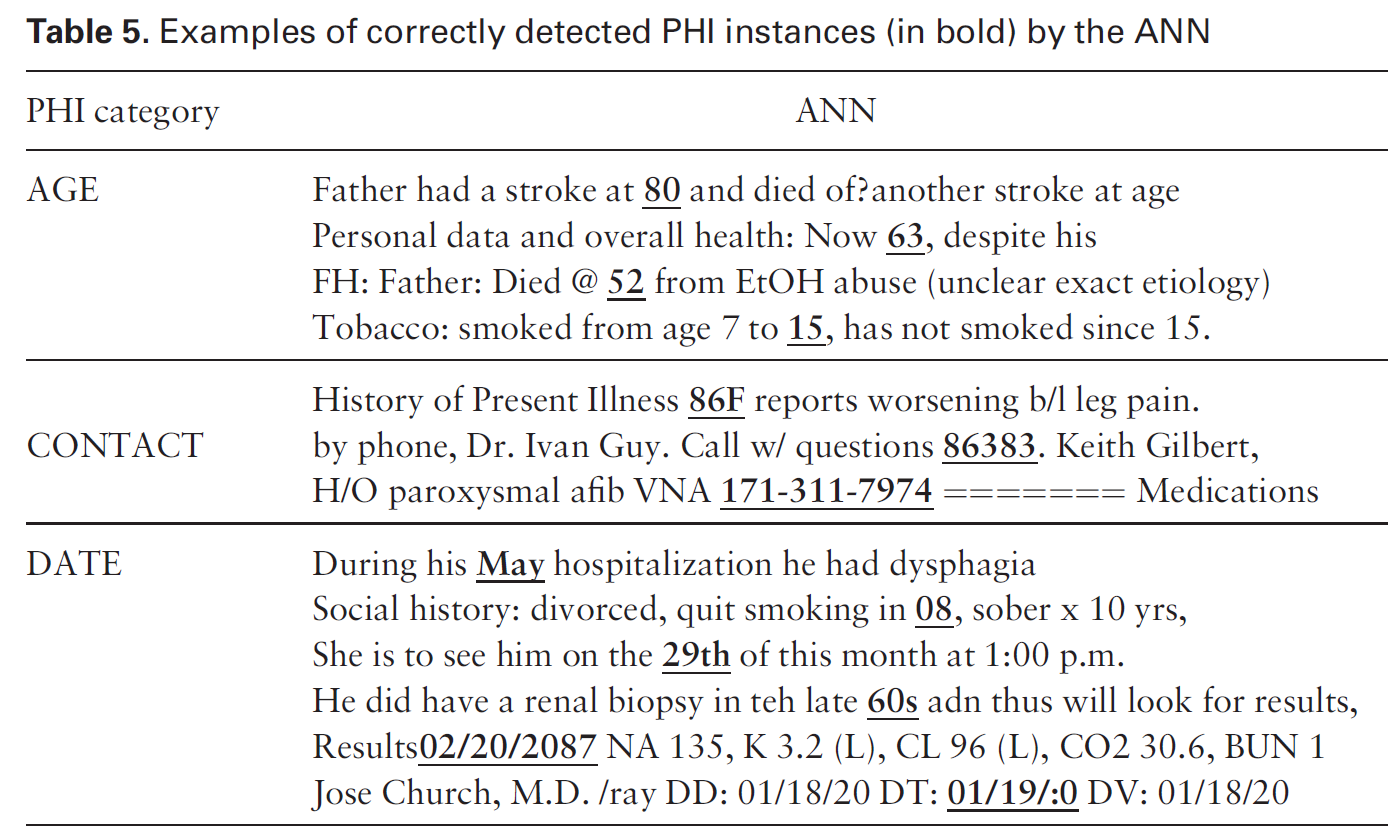 Table 5. Examples of correctly detected PHI instances (in bold) by the ANN
PHI category ANN
AGE Father had a stroke at 80 and died of?another stroke at age
Personal data and overall health: Now 63, despite his
FH: Father: Died @ 52 from EtOH abuse (unclear exact etiology)
Tobacco: smoked from age 7 to 15, has not smoked since 15.
History of Present Illness 86F reports worsening b/l leg pain.
CONTACT by phone, Dr. Ivan Guy. Call w/ questions 86383. Keith Gilbert,
H/O paroxysmal afib VNA 171-311-7974 ======= Medications
DATE During his May hospitalization he had dysphagia
Social history: divorced, quit smoking in 08, sober x 10 yrs,
She is to see him on the 29th of this month at 1:00 p.m.
He did have a renal biopsy in teh late 60s adn thus will look for results,
Results02/20/2087 NA 135, K 3.2 (L), CL 96 (L), CO2 30.6, BUN 1
Jose Church, M.D. /ray DD: 01/18/20 DT: 01/19/:0 DV: 01/18/20